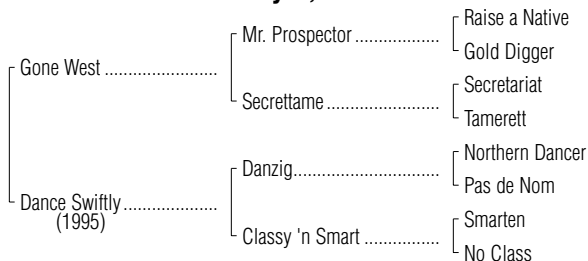 Raise a Native
Mr. Prospector ..................
Gold Digger
Gone West ........................
Secretariat
Secrettame ........................
Tamerett
Northern Dancer
Danzig...............................
Pas de Nom
Dance Swiftly ....................
(1995)
Smarten
Classy 'n Smart ................
No Class